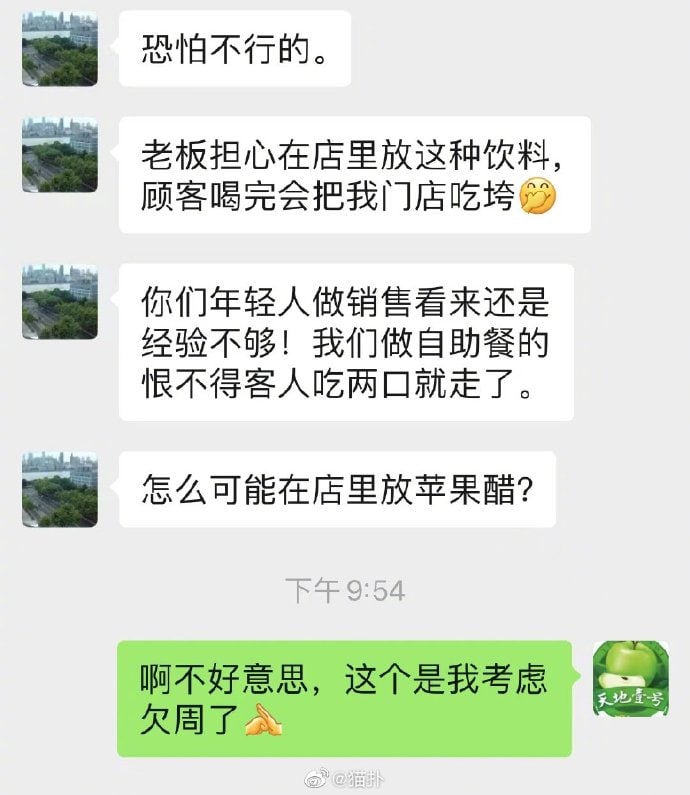 恐怕不行的。
老板担心在店里放这种饮料，
顾客喝完会把我门店吃垮🤭
你们年轻人做销售看来还是
经验不够！我们做自助餐的
恨不得客人吃两口就走了。
怎么可能在店里放苹果醋？
下午 9:54
啊不好意思，这个是我考虑
欠周了🙏
天地壹号
@猫扑